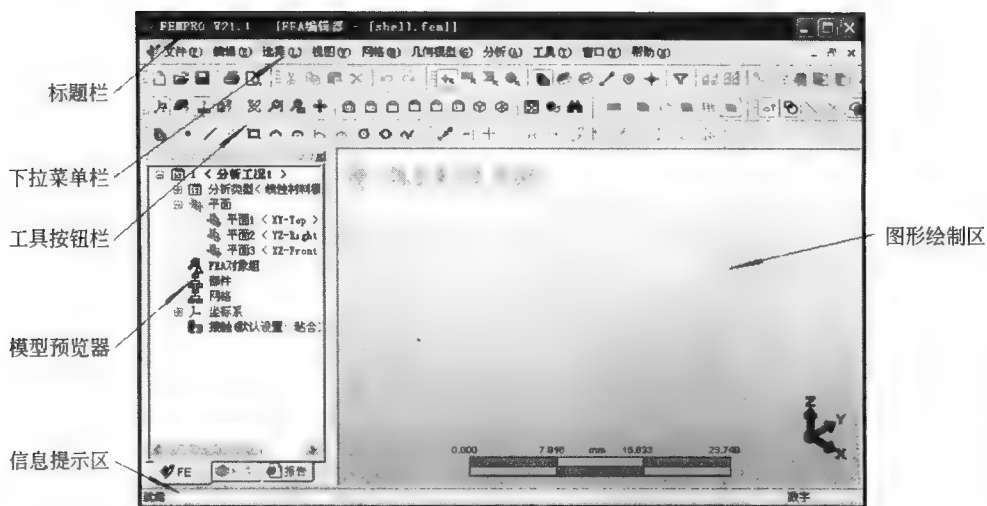 FEMPRO V21.1 [FEA编辑器 - [shell.fem]]
文件(F) 编辑(E) 选择(L) 视图(V) 网格(M) 几何模型(G) 分析(A) 工具(T) 窗口(W) 帮助(H)
标题栏
下拉菜单栏
工具按钮栏
模型预览器
信息提示区
图形绘制区
1 < 分析工况1 >
分析类型< 线性材料模
平面
平面1 < XY-Top >
平面2 < YZ-Right
平面3 < XZ-Front
FEA对象组
部件
网格
坐标系
接触(默认设置: 粘合)
0.000 7.916 mm 15.833 23.749
Z
Y
X
FE
报告
就绪
数字